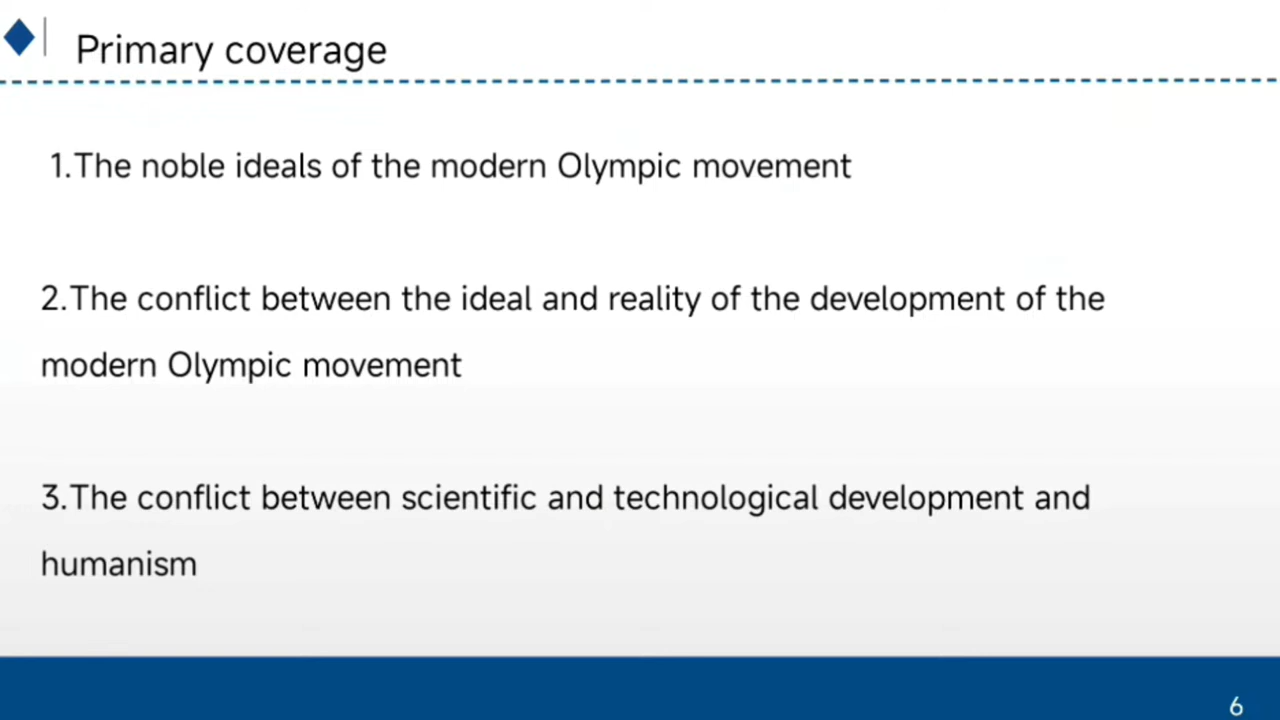 Primary coverage
1.The noble ideals of the modern Olympic movement
2.The conflict between the ideal and reality of the development of the
modern Olympic movement
3.The conflict between scientific and technological development and
humanism
6